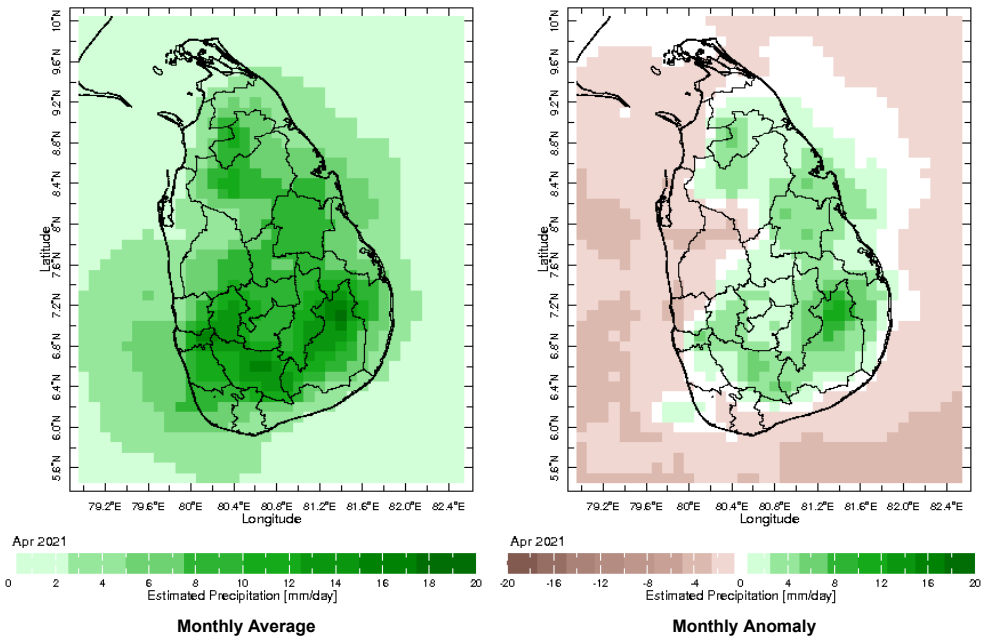 10°N
9.6°N
9.2°N
8.8°N
8.4°N
8°N
7.6°N
7.2°N
6.8°N
6.4°N
6.0°N
5.6°N
Latitude
79.2°E 79.6°E 80°E 80.4°E 80.8°E 81.2°E 81.6°E 82.0°E 82.4°E
Longitude
Apr 2021
0 2 4 6 8 10 12 14 16 18 20
Estimated Precipitation [mm/day]
Monthly Average
10°N
9.6°N
9.2°N
8.8°N
8.4°N
8°N
7.6°N
7.2°N
6.8°N
6.4°N
6.0°N
5.6°N
Latitude
79.2°E 79.6°E 80°E 80.4°E 80.8°E 81.2°E 81.6°E 82.0°E 82.4°E
Longitude
Apr 2021
-20 -16 -12 -8 -4 0 4 8 12 16 20
Estimated Precipitation [mm/day]
Monthly Anomaly